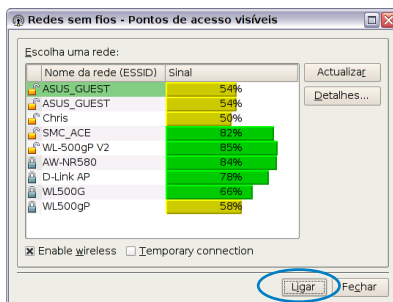 Redes sem fios - Pontos de acesso visíveis
Escolha uma rede:
Nome da rede (ESSID) Sinal
ASUS_GUEST 54%
ASUS_GUEST 54%
Chris 50%
SMC_ACE 82%
WL-500gP V2 85%
AW-NR580 84%
D-Link AP 78%
WL500G 66%
WL500gP 58%
Actualizar
Detalhes...
Enable wireless Temporary connection
Ligar Fechar